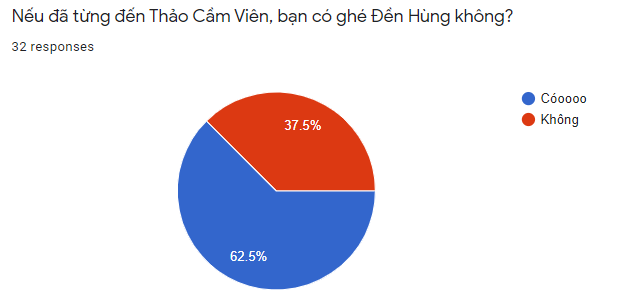 Nếu đã từng đến Thảo Cầm Viên, bạn có ghé Đền Hùng không?
32 responses
Cóoooo
Không
37.5%
62.5%